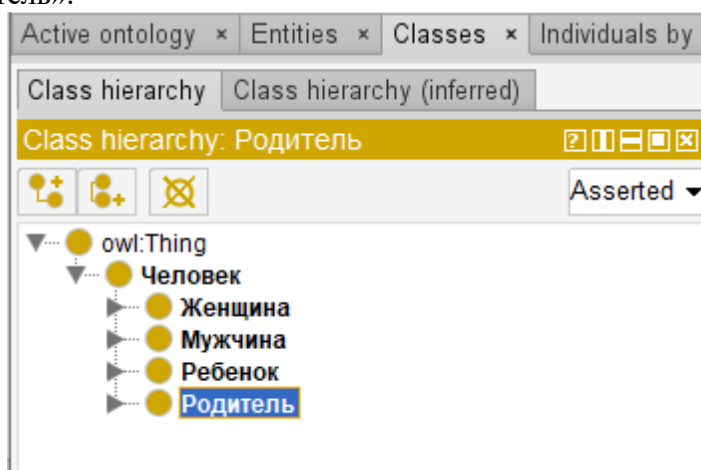 тель».
Active ontology × Entities × Classes × Individuals by
Class hierarchy Class hierarchy (inferred)
Class hierarchy: Родитель
Asserted
owl:Thing
Человек
Женщина
Мужчина
Ребенок
Родитель